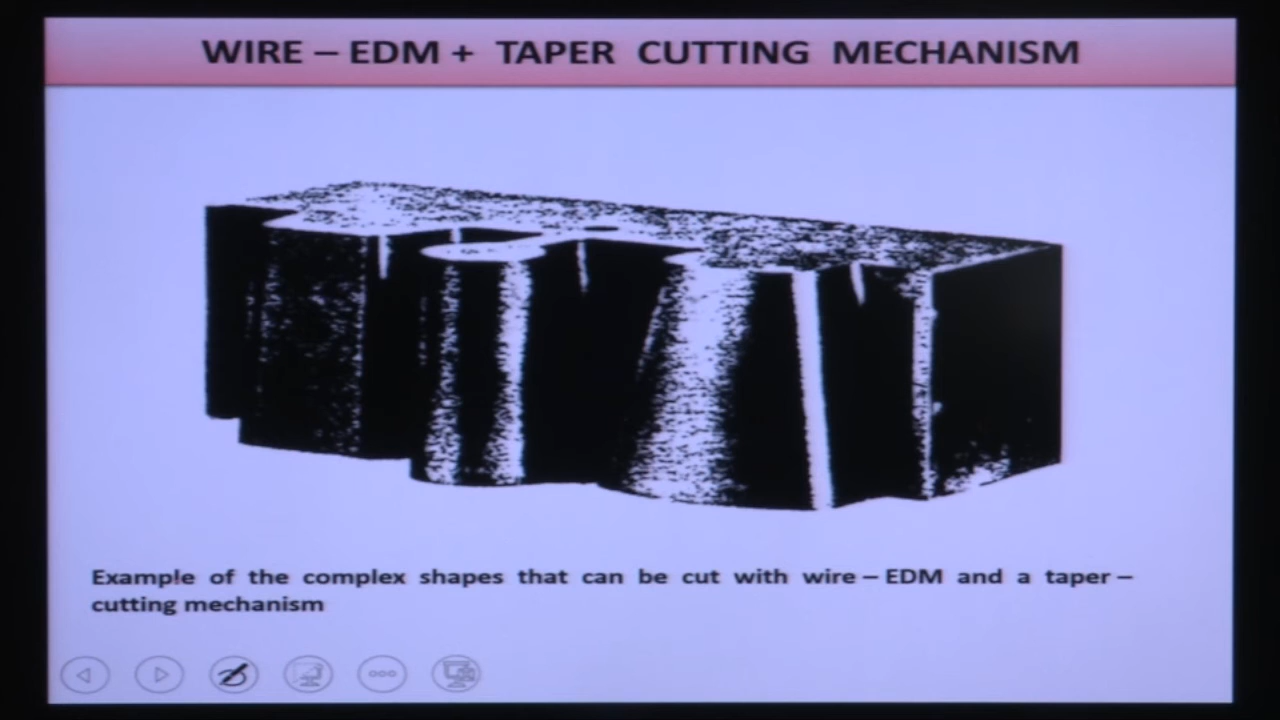 WIRE – EDM + TAPER CUTTING MECHANISM
Example of the complex shapes that can be cut with wire – EDM and a taper –
cutting mechanism